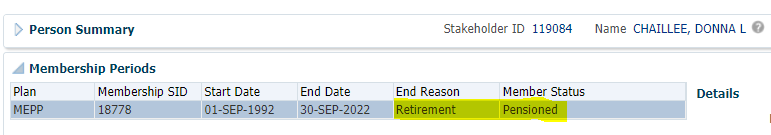 Person Summary Stakeholder ID 119084 Name CHAILLEE, DONNA L
Membership Periods
Plan Membership SID Start Date End Date End Reason Member Status Details
MEPP 18778 01-SEP-1992 30-SEP-2022 Retirement Pensioned